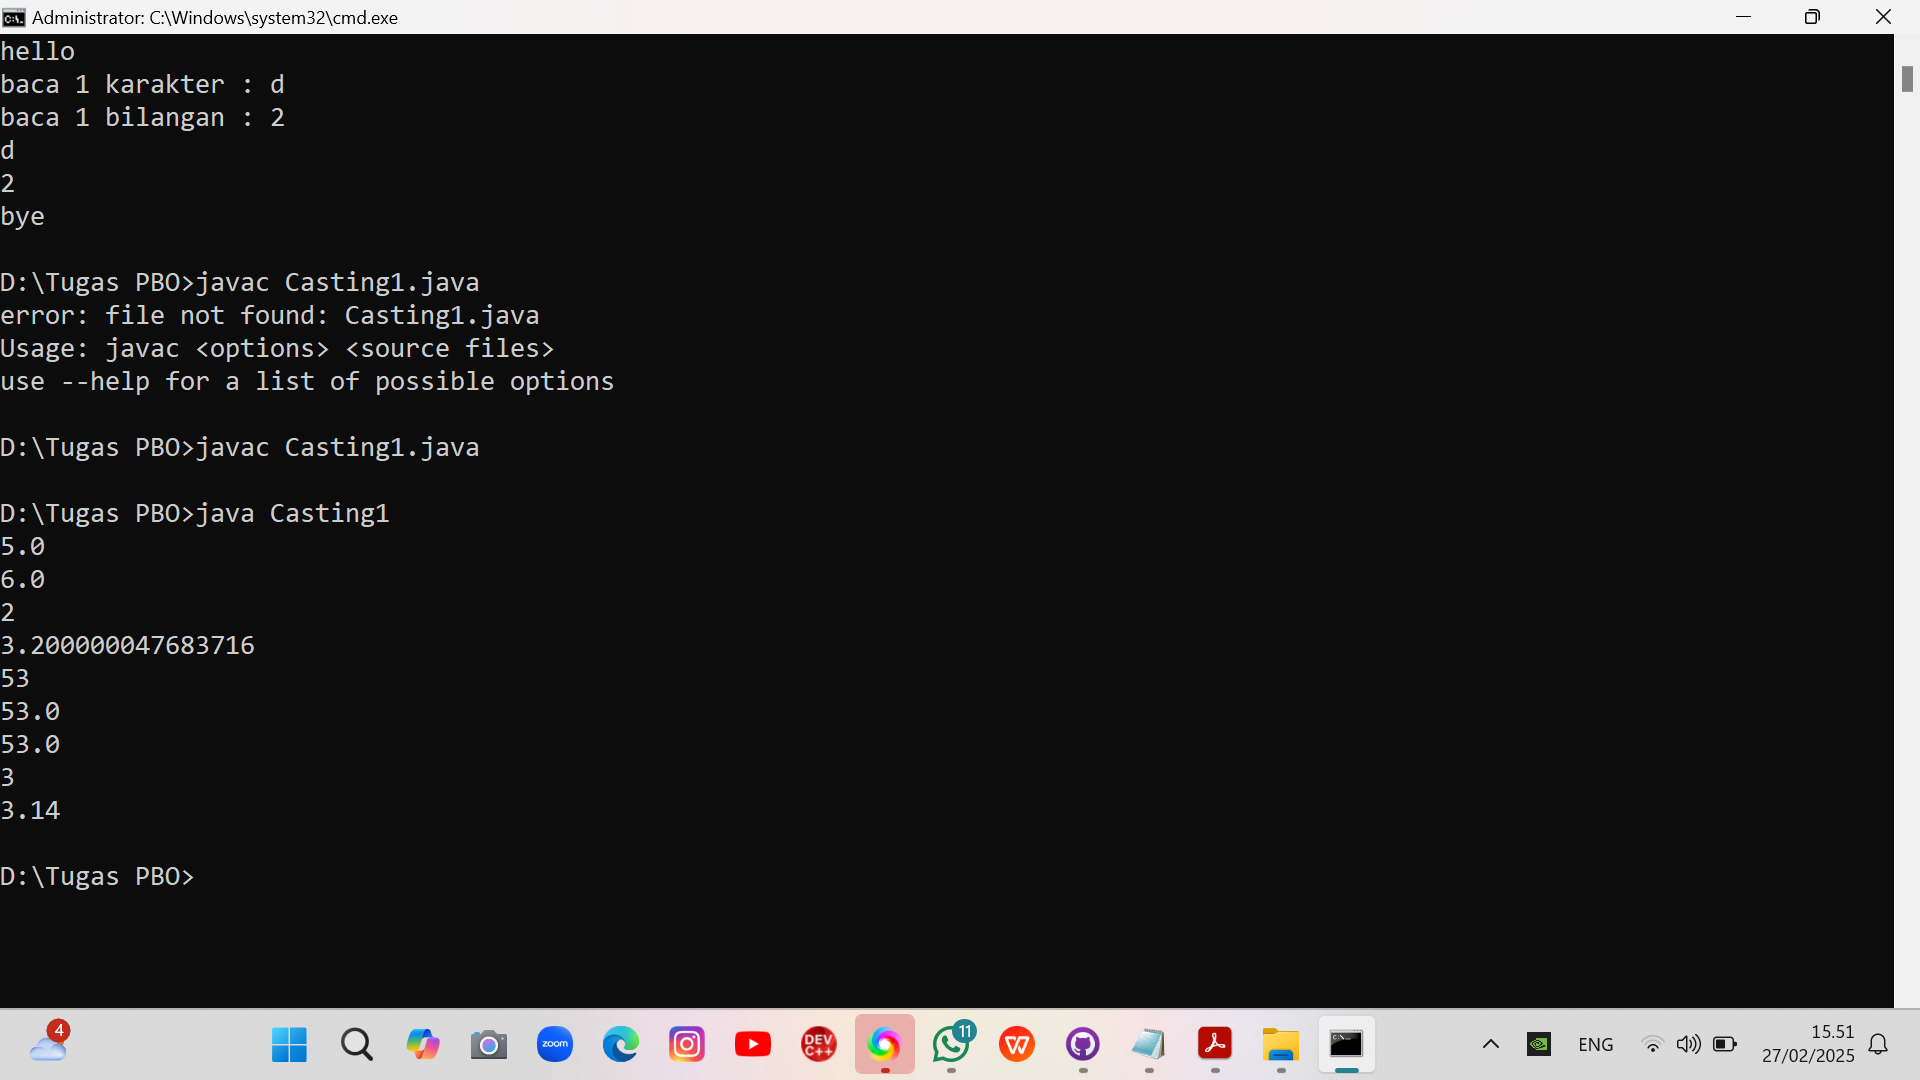 Administrator: C:\Windows\system32\cmd.exe
hello
baca 1 karakter : d
baca 1 bilangan : 2
d
2
bye
D:\Tugas PBO>javac Casting1.java
error: file not found: Casting1.java
Usage: javac <options> <source files>
use --help for a list of possible options
D:\Tugas PBO>javac Casting1.java
D:\Tugas PBO>java Casting1
5.0
6.0
2
3.200000047683716
53
53.0
53.0
3
3.14
D:\Tugas PBO>
4
zoom
DEV C++
11
ENG
15.51
27/02/2025